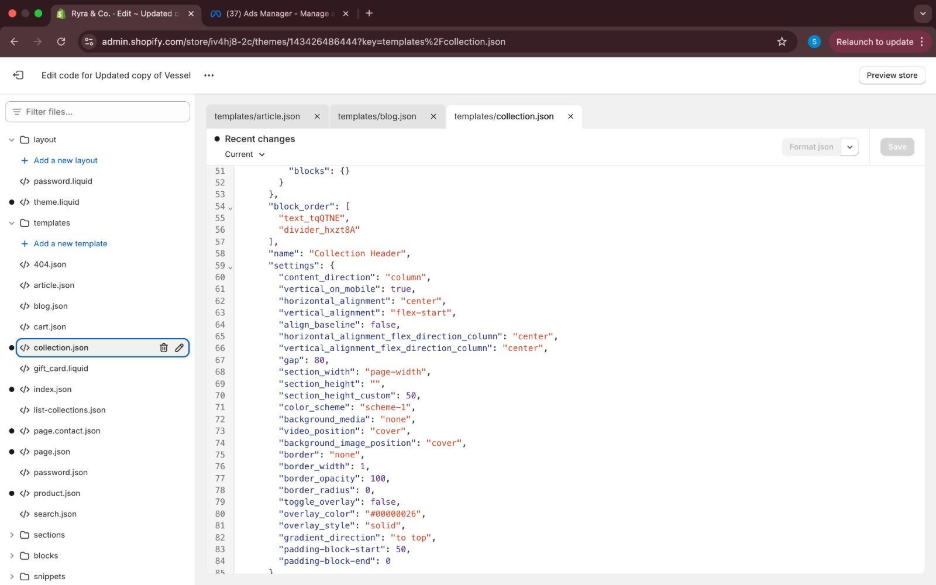 Ryra & Co. · Edit ~ Updated c
(37) Ads Manager - Manage a
admin.shopify.com/store/iv4hj8-2c/themes/143426486444?key=templates%2Fcollection.json
S
Relaunch to update
Edit code for Updated copy of Vessel
Preview store
Filter files...
templates/article.json
templates/blog.json
templates/collection.json
Recent changes
Current
Format json
Save
layout
Add a new layout
password.liquid
theme.liquid
templates
Add a new template
404.json
article.json
blog.json
cart.json
collection.json
gift_card.liquid
index.json
list-collections.json
page.contact.json
page.json
password.json
product.json
search.json
sections
blocks
snippets
51 "blocks": {}
52 }
53 },
54 "block_order": [
55 "text_tqQTNE",
56 "divider_hxzt8A"
57 ],
58 "name": "Collection Header",
59 "settings": {
60 "content_direction": "column",
61 "vertical_on_mobile": true,
62 "horizontal_alignment": "center",
63 "vertical_alignment": "flex-start",
64 "align_baseline": false,
65 "horizontal_alignment_flex_direction_column": "center",
66 "vertical_alignment_flex_direction_column": "center",
67 "gap": 80,
68 "section_width": "page-width",
69 "section_height": "",
70 "section_height_custom": 50,
71 "color_scheme": "scheme-1",
72 "background_media": "none",
73 "video_position": "cover",
74 "background_image_position": "cover",
75 "border": "none",
76 "border_width": 1,
77 "border_opacity": 100,
78 "border_radius": 0,
79 "toggle_overlay": false,
80 "overlay_color": "#00000026",
81 "overlay_style": "solid",
82 "gradient_direction": "to top",
83 "padding-block-start": 50,
84 "padding-block-end": 0
85 }